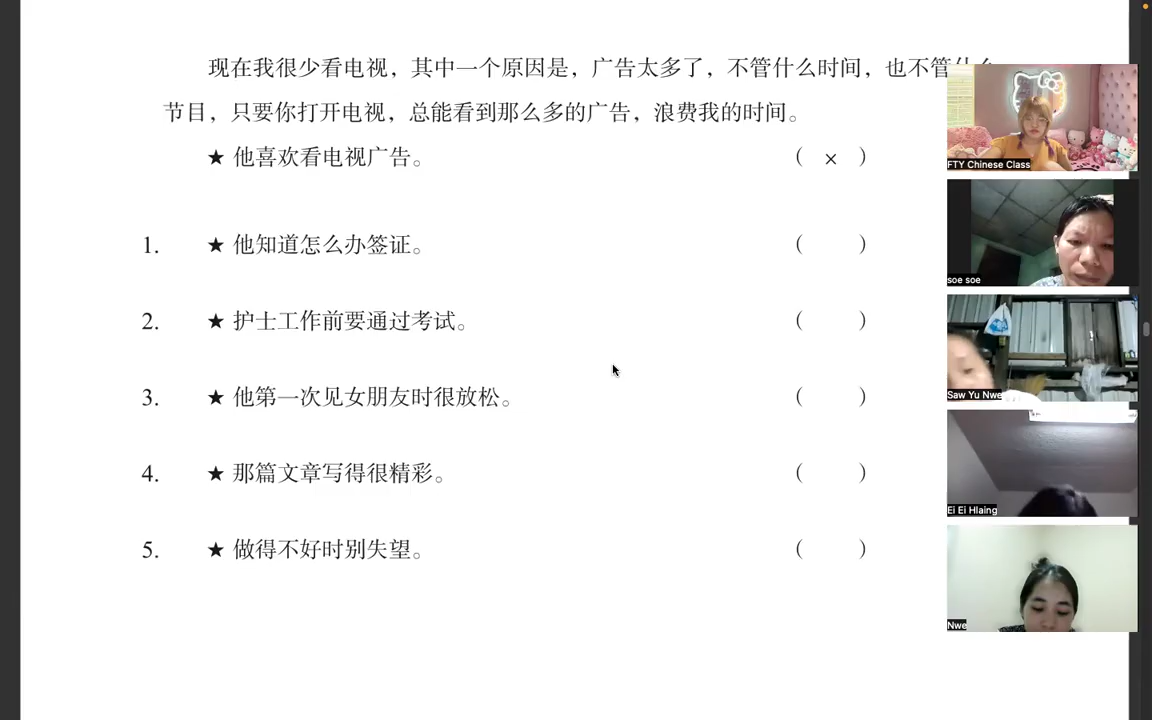 现在我很少看电视，其中一个原因是，广告太多了，不管什么时间，也不管什么
节目，只要你打开电视，总能看到那么多的广告，浪费我的时间。
★ 他喜欢看电视广告。 （ × ）
1. ★ 他知道怎么办签证。 （ ）
2. ★ 护士工作前要通过考试。 （ ）
3. ★ 他第一次见女朋友时很放松。 （ ）
4. ★ 那篇文章写得很精彩。 （ ）
5. ★ 做得不好时别失望。 （ ）
FTY Chinese Class
soe soe
Saw Yu Nwe
Ei Ei Hlaing
Nwe